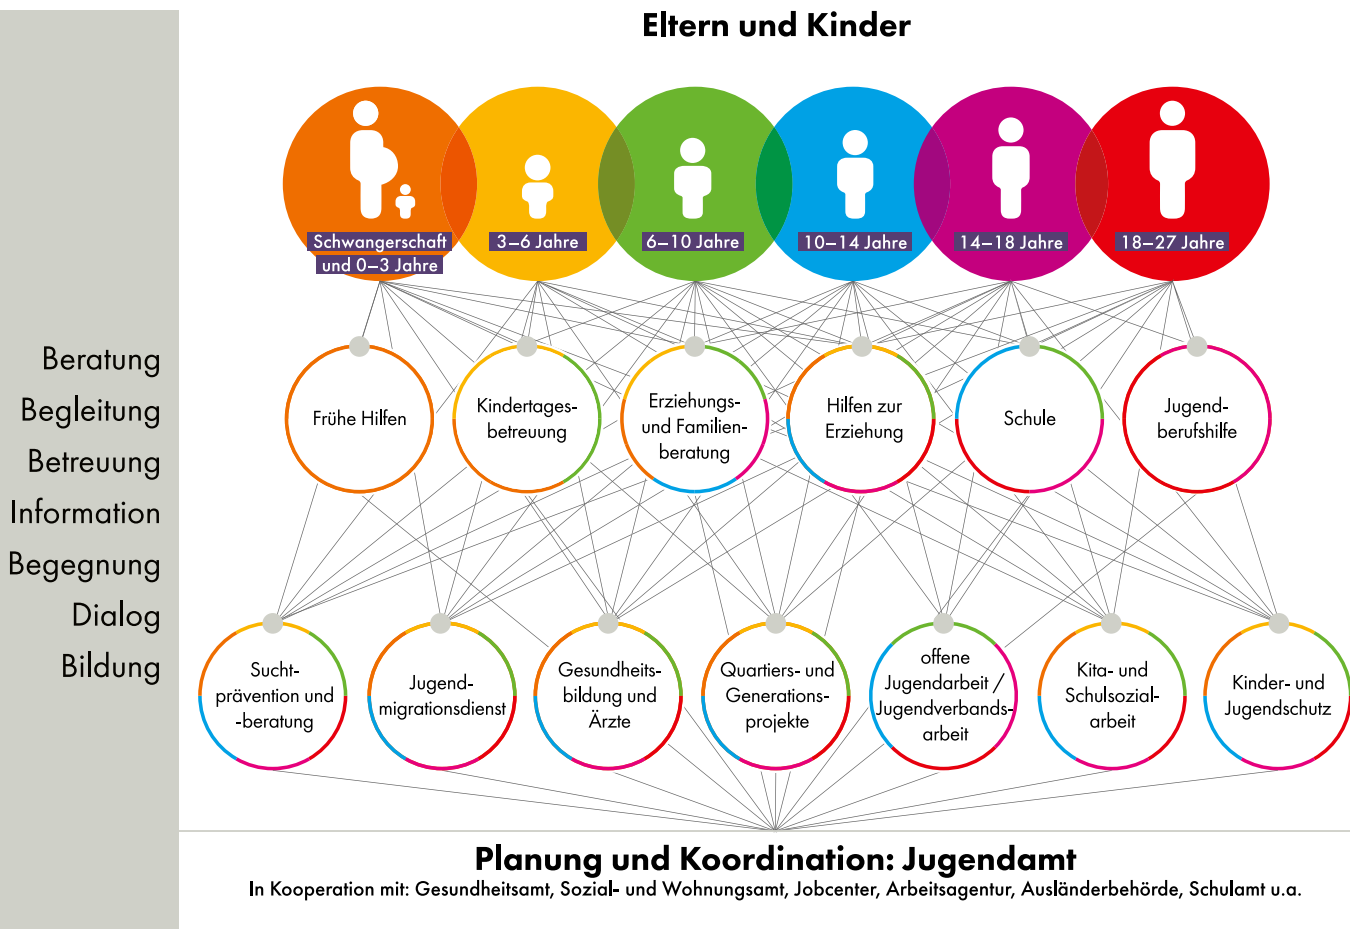 Eltern und Kinder
Schwangerschaft
und 0–3 Jahre
3–6 Jahre
6–10 Jahre
10–14 Jahre
14–18 Jahre
18–27 Jahre
Beratung
Begleitung
Betreuung
Information
Begegnung
Dialog
Bildung
Frühe Hilfen
Kindertages-
betreuung
Erziehungs-
und Familien-
beratung
Hilfen zur
Erziehung
Schule
Jugend-
berufshilfe
Sucht-
prävention und
-beratung
Jugend-
migrationsdienst
Gesundheits-
bildung und
Ärzte
Quartiers- und
Generations-
projekte
offene
Jugendarbeit /
Jugendverbands-
arbeit
Kita- und
Schulsozial-
arbeit
Kinder- und
Jugendschutz
Planung und Koordination: Jugendamt
In Kooperation mit: Gesundheitsamt, Sozial- und Wohnungsamt, Jobcenter, Arbeitsagentur, Ausländerbehörde, Schulamt u.a.